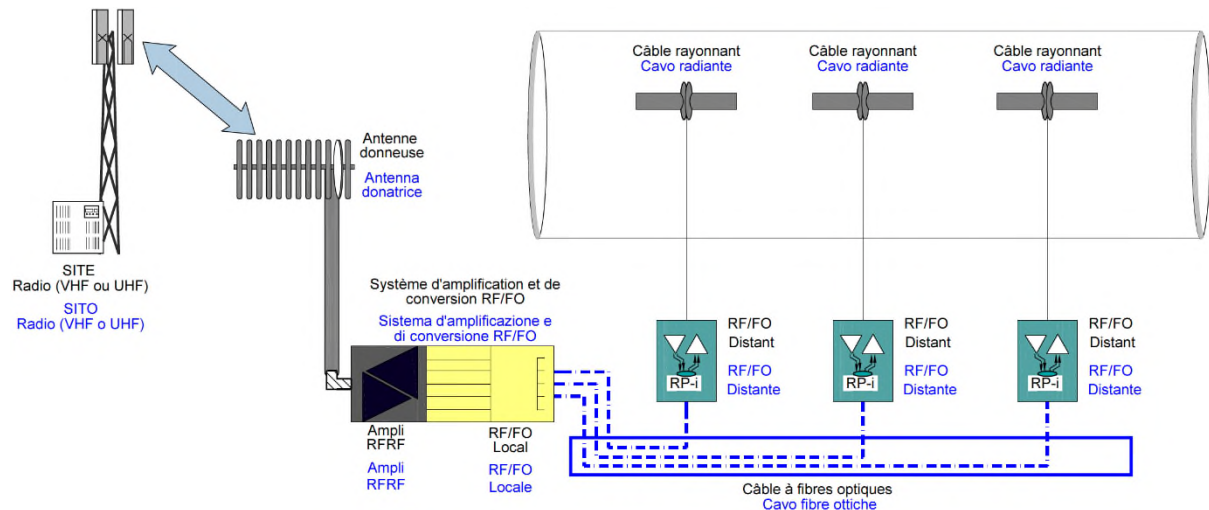 Câble rayonnant
Cavo radiante
Câble rayonnant
Cavo radiante
Câble rayonnant
Cavo radiante
Antenne
donneuse
Antenna
donatrice
SITE
Radio (VHF ou UHF)
SITO
Radio (VHF o UHF)
Système d'amplification et de
conversion RF/FO
Sistema d'amplificazione e
di conversione RF/FO
Ampli
RFRF
Ampli
RFRF
RF/FO
Local
RF/FO
Locale
RP-i
RF/FO
Distant
RF/FO
Distante
RP-i
RF/FO
Distant
RF/FO
Distante
RP-i
RF/FO
Distant
RF/FO
Distante
Câble à fibres optiques
Cavo fibre ottiche